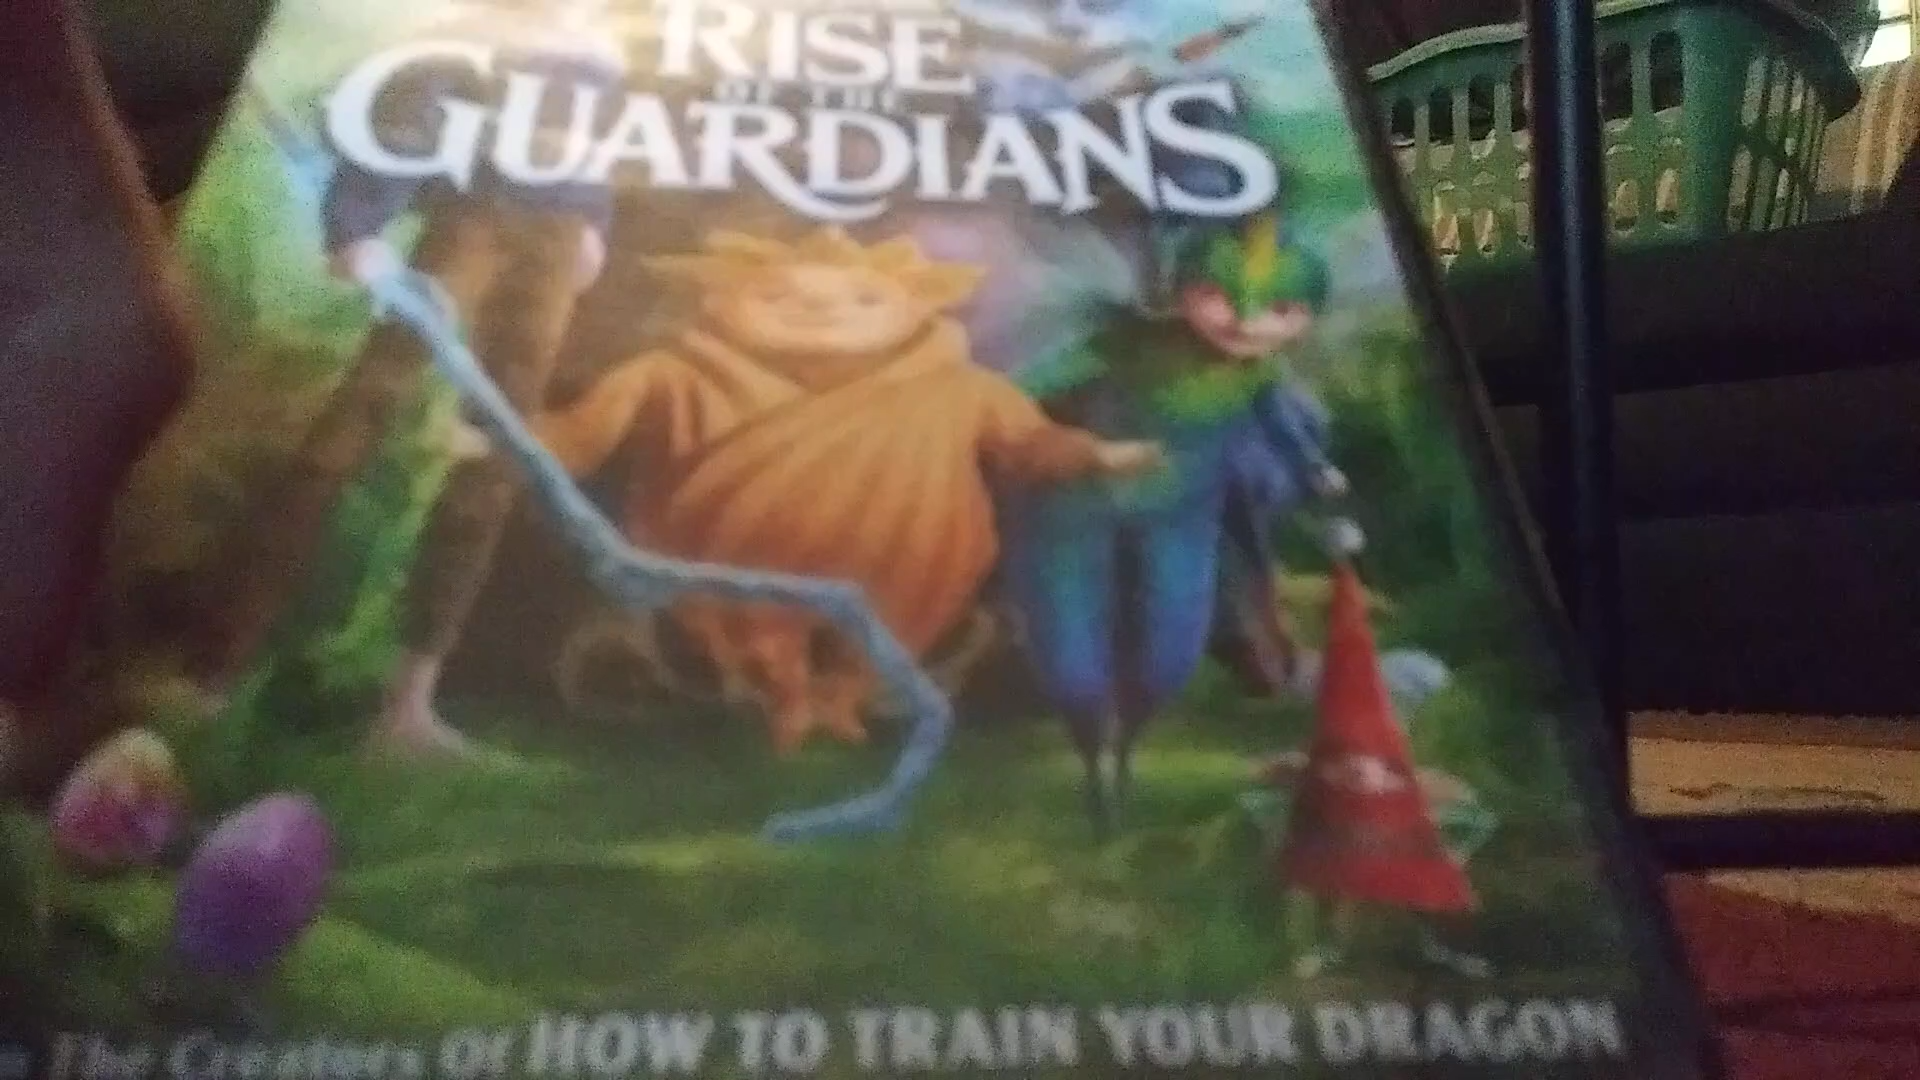 RISE
OF THE
GUARDIANS
The Creators Of HOW TO TRAIN YOUR DRAGON